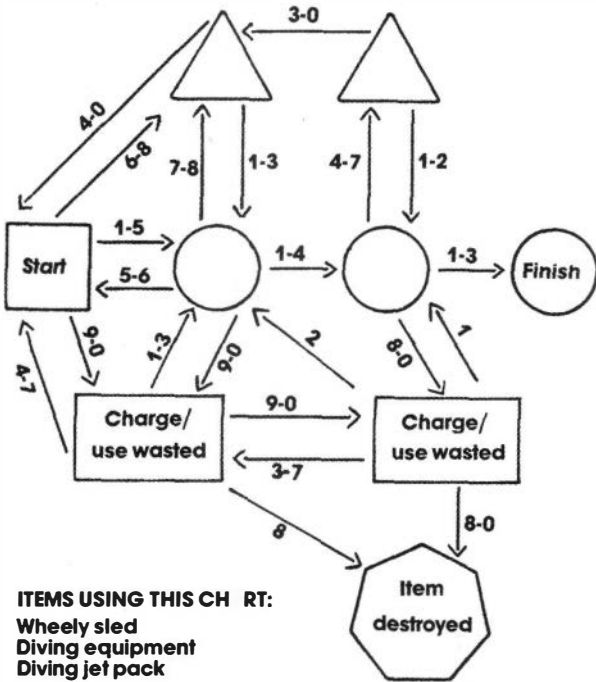 3-0
4-0
6-8
7-8
1-3
4-7
1-2
Start
1-5
5-6
1-4
1-3
Finish
4-7
9-0
1-3
9-0
2
8-0
1
Charge/
use wasted
9-0
3-7
Charge/
use wasted
8
8-0
Item
destroyed
ITEMS USING THIS CH RT:
Wheely sled
Diving equipment
Diving jet pack